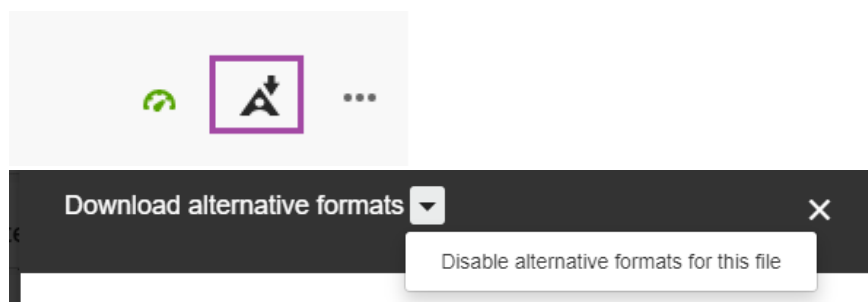 Download alternative formats
Disable alternative formats for this file